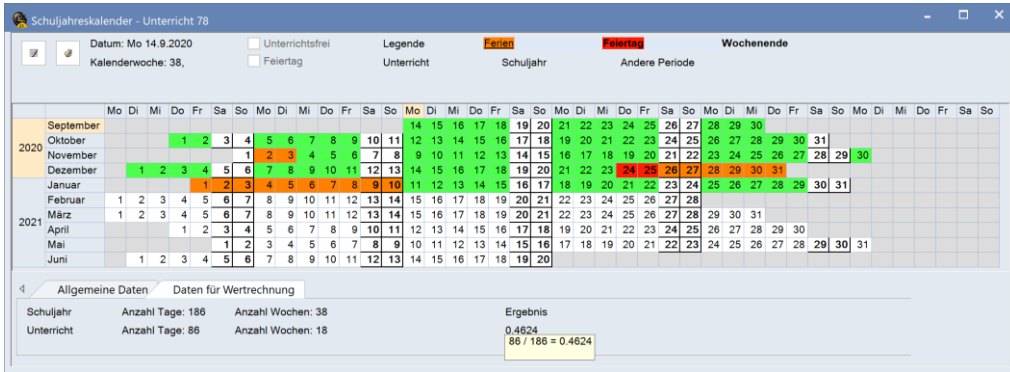 Schuljahreskalender - Unterricht 78
Datum: Mo 14.9.2020 Unterrichtsfrei Legende Ferien Feiertag Wochenende
Kalenderwoche: 38, Feiertag Unterricht Schuljahr Andere Periode
Mo Di Mi Do Fr Sa So Mo Di Mi Do Fr Sa So Mo Di Mi Do Fr Sa So Mo Di Mi Do Fr Sa So Mo Di Mi Do Fr Sa So Mo Di Mi Do Fr Sa So
September 14 15 16 17 18 19 20 21 22 23 24 25 26 27 28 29 30
2020
Oktober 1 2 3 4 5 6 7 8 9 10 11 12 13 14 15 16 17 18 19 20 21 22 23 24 25 26 27 28 29 30 31
November 1 2 3 4 5 6 7 8 9 10 11 12 13 14 15 16 17 18 19 20 21 22 23 24 25 26 27 28 29 30
Dezember 1 2 3 4 5 6 7 8 9 10 11 12 13 14 15 16 17 18 19 20 21 22 23 24 25 26 27 28 29 30 31
Januar 1 2 3 4 5 6 7 8 9 10 11 12 13 14 15 16 17 18 19 20 21 22 23 24 25 26 27 28 29 30 31
Februar 1 2 3 4 5 6 7 8 9 10 11 12 13 14 15 16 17 18 19 20 21 22 23 24 25 26 27 28
2021
März 1 2 3 4 5 6 7 8 9 10 11 12 13 14 15 16 17 18 19 20 21 22 23 24 25 26 27 28 29 30 31
April 1 2 3 4 5 6 7 8 9 10 11 12 13 14 15 16 17 18 19 20 21 22 23 24 25 26 27 28 29 30
Mai 1 2 3 4 5 6 7 8 9 10 11 12 13 14 15 16 17 18 19 20 21 22 23 24 25 26 27 28 29 30 31
Juni 1 2 3 4 5 6 7 8 9 10 11 12 13 14 15 16 17 18 19 20
Allgemeine Daten Daten für Wertrechnung
Schuljahr Anzahl Tage: 186 Anzahl Wochen: 38 Ergebnis
Unterricht Anzahl Tage: 86 Anzahl Wochen: 18 0.4624
86 / 186 = 0.4624